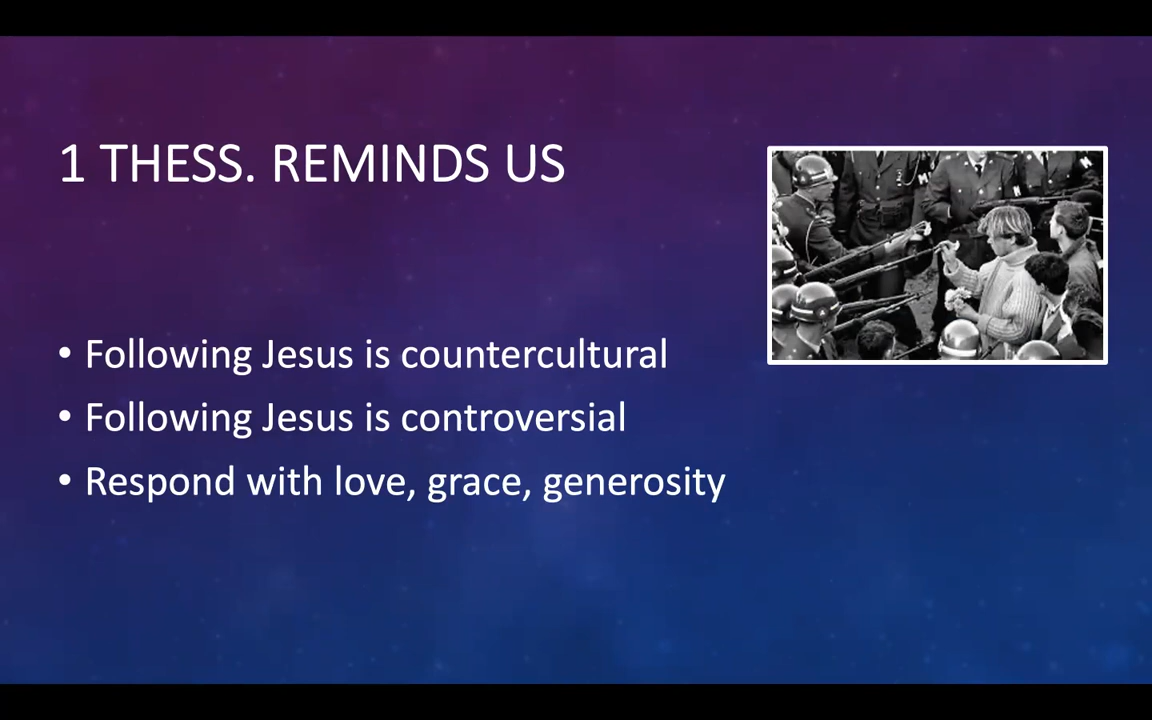 1 THESS. REMINDS US
• Following Jesus is countercultural
• Following Jesus is controversial
• Respond with love, grace, generosity